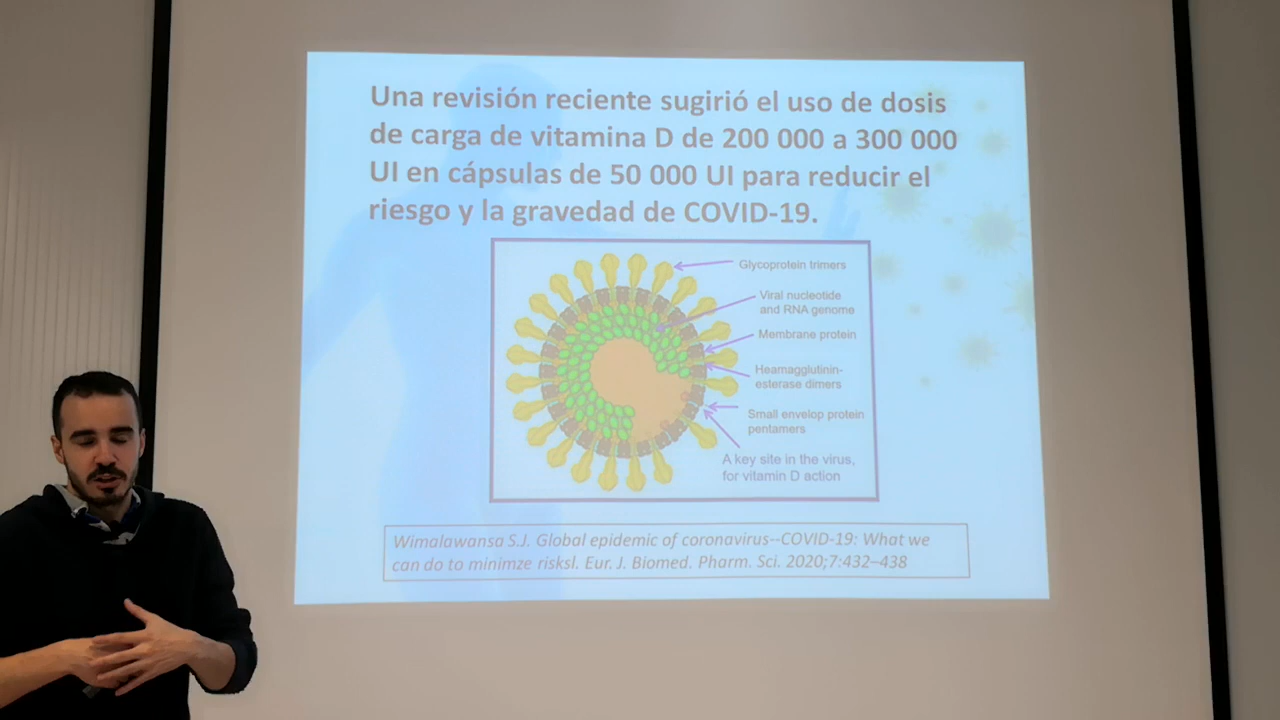 Una revisión reciente sugirió el uso de dosis
de carga de vitamina D de 200 000 a 300 000
UI en cápsulas de 50 000 UI para reducir el
riesgo y la gravedad de COVID-19.
Glycoprotein trimers
Viral nucleotide
and RNA genome
Membrane protein
Heamagglutinin-
esterase dimers
Small envelop protein
pentamers
A key site in the virus,
for vitamin D action
Wimalawansa S.J. Global epidemic of coronavirus--COVID-19: What we
can do to minimze risksl. Eur. J. Biomed. Pharm. Sci. 2020;7:432–438